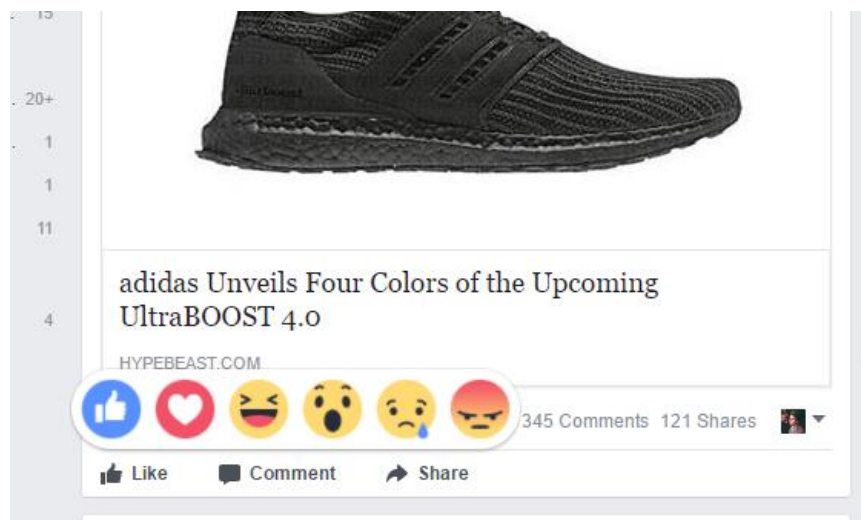 15
20+
1
1
11
4
ultraboost
adidas Unveils Four Colors of the Upcoming
UltraBOOST 4.0
HYPEBEAST.COM
345 Comments 121 Shares
Like Comment Share